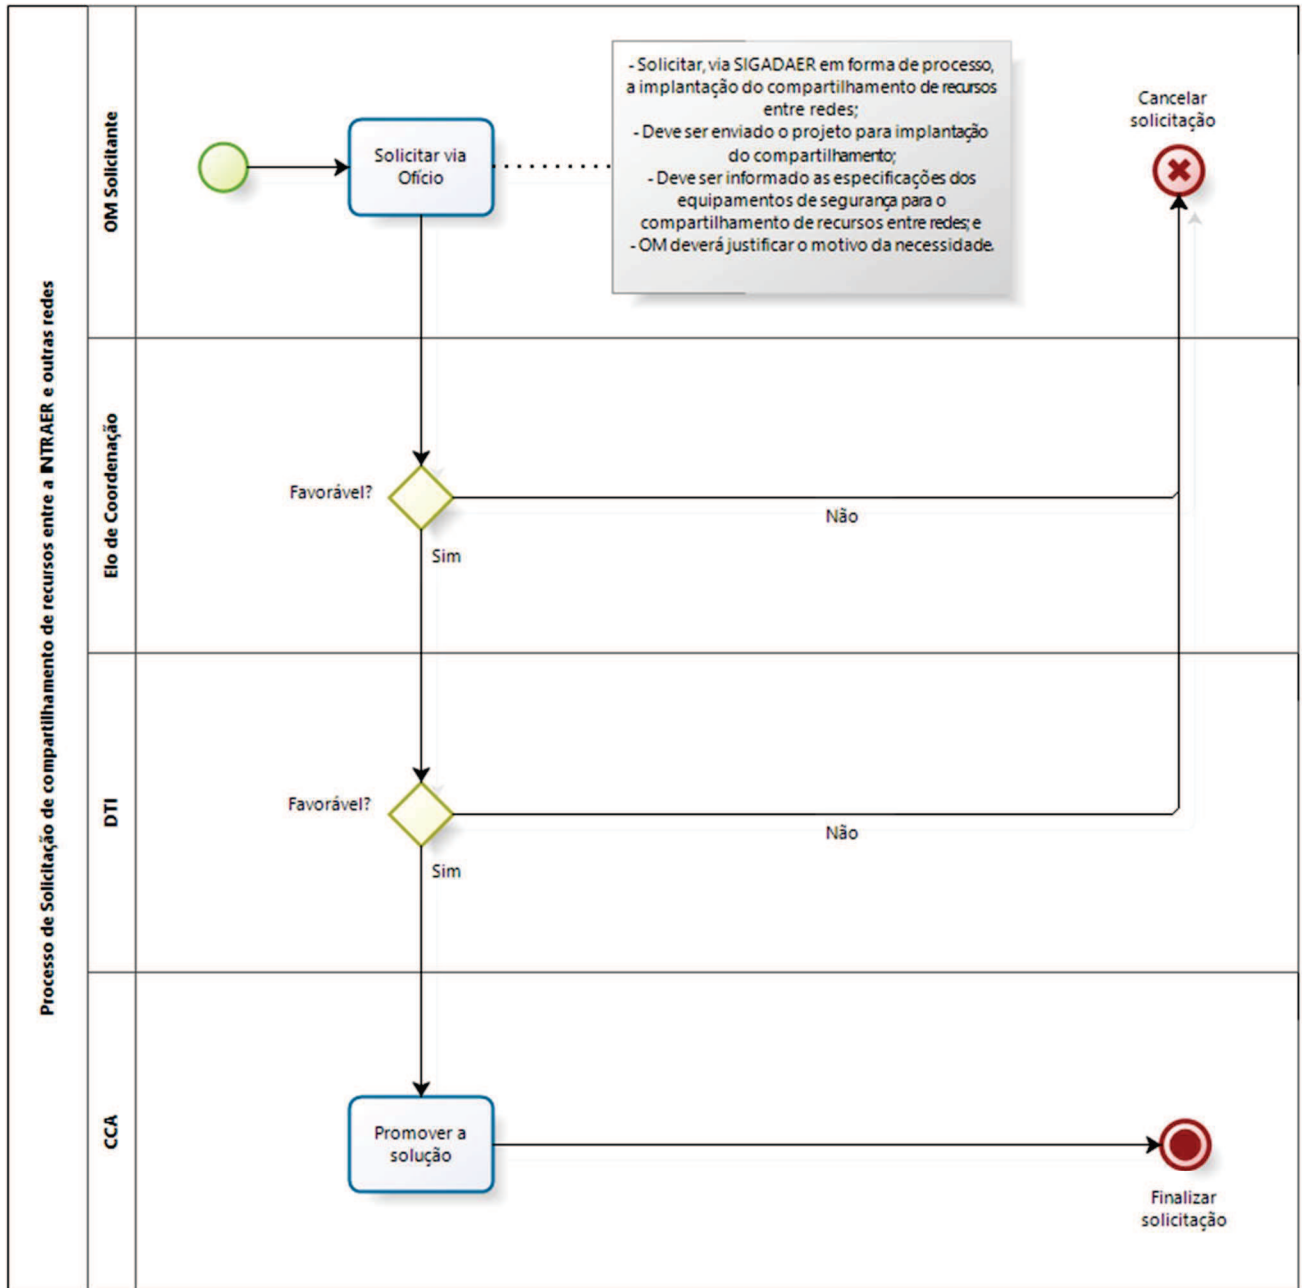 Processo de Solicitação de compartilhamento de recursos entre a INTRAER e outras redes
OM Solicitante
Solicitar via
Ofício
- Solicitar, via SIGADAER em forma de processo,
a implantação do compartilhamento de recursos
entre redes;
- Deve ser enviado o projeto para implantação
do compartilhamento;
- Deve ser informado as especificações dos
equipamentos de segurança para o
compartilhamento de recursos entre redes; e
- OM deverá justificar o motivo da necessidade.
Cancelar
solicitação
Elo de Coordenação
Favorável?
Não
Sim
DTI
Favorável?
Não
Sim
CCA
Promover a
solução
Finalizar
solicitação